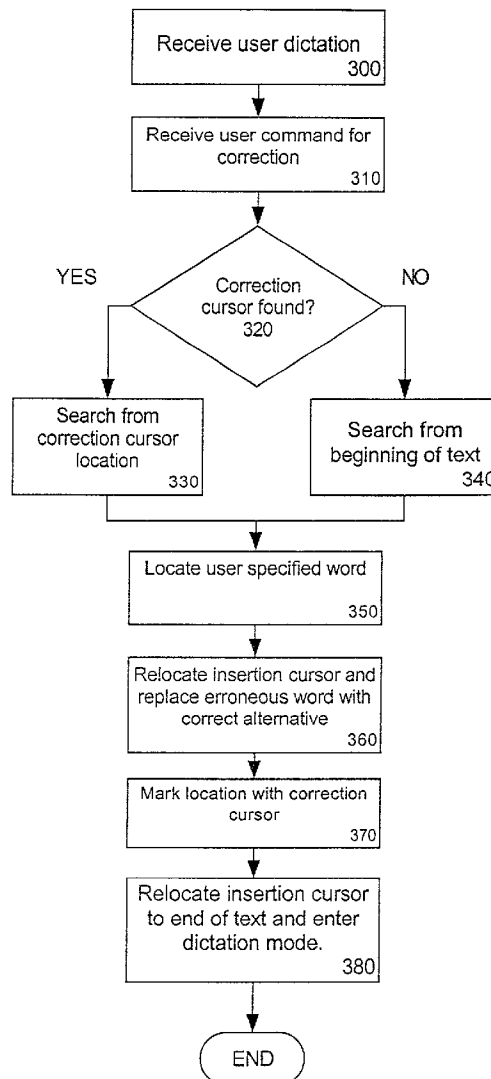 Receive user dictation
300
Receive user command for
correction
310
YES
NO
Correction
cursor found?
320
Search from
correction cursor
location
330
Search from
beginning of text
340
Locate user specified word
350
Relocate insertion cursor and
replace erroneous word with
correct alternative
360
Mark location with correction
cursor
370
Relocate insertion cursor
to end of text and enter
dictation mode.
380
END